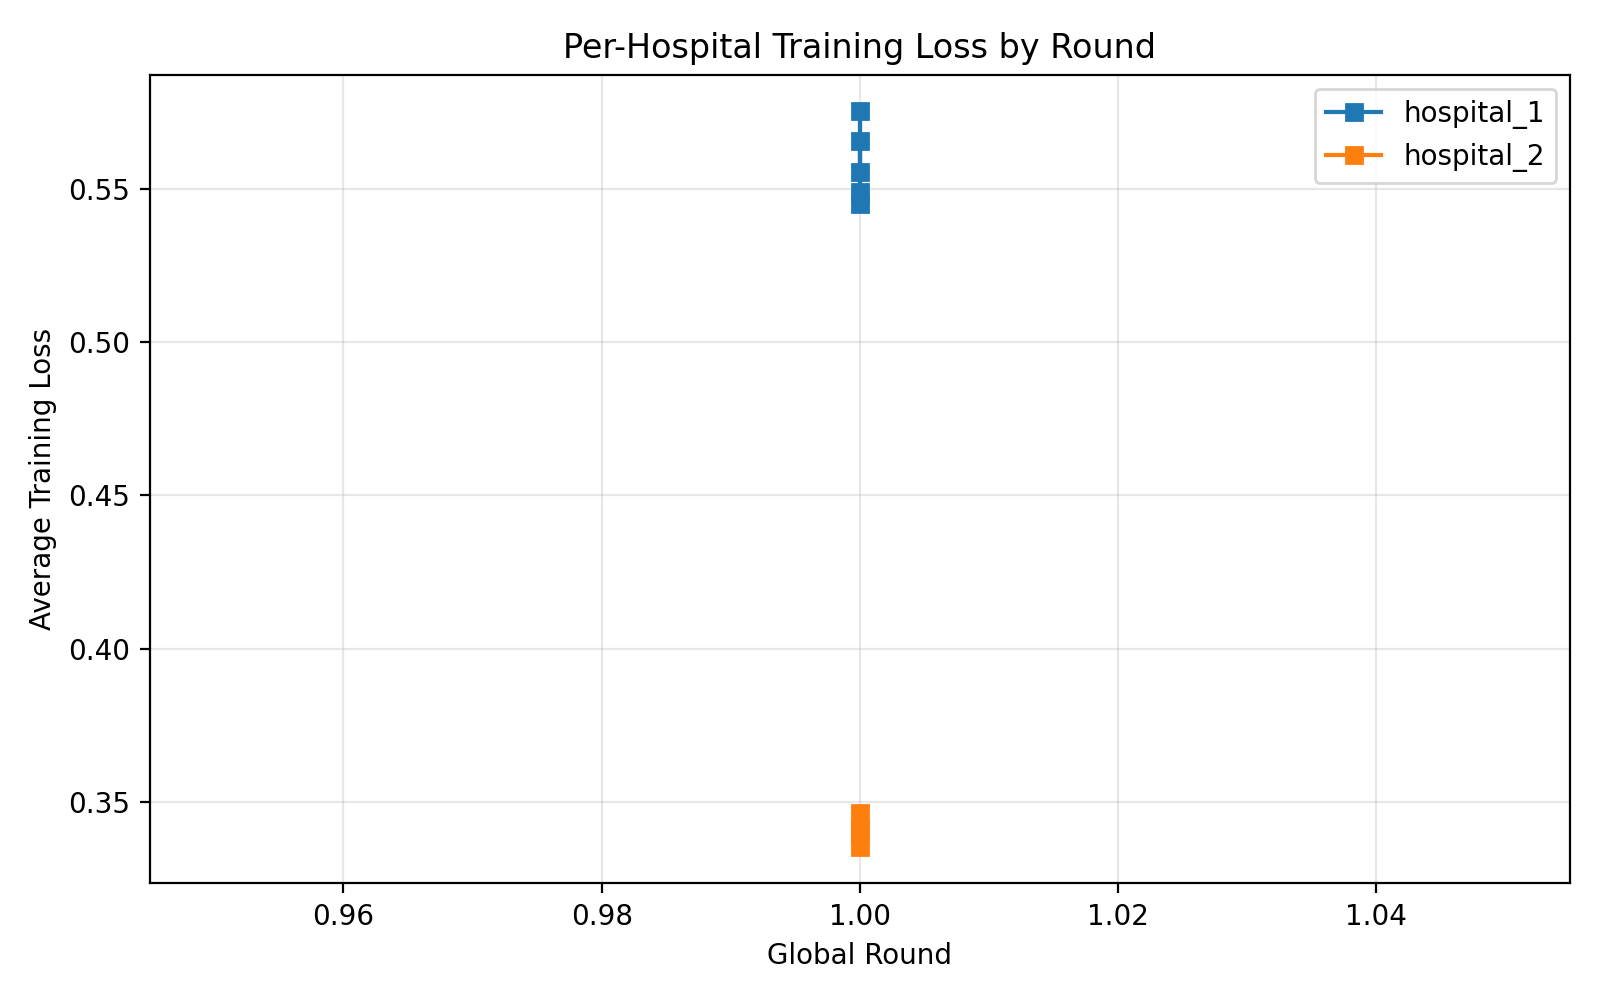 Per-Hospital Training Loss by Round
hospital_1
hospital_2
Average Training Loss
0.55
0.50
0.45
0.40
0.35
0.96
0.98
1.00
1.02
1.04
Global Round